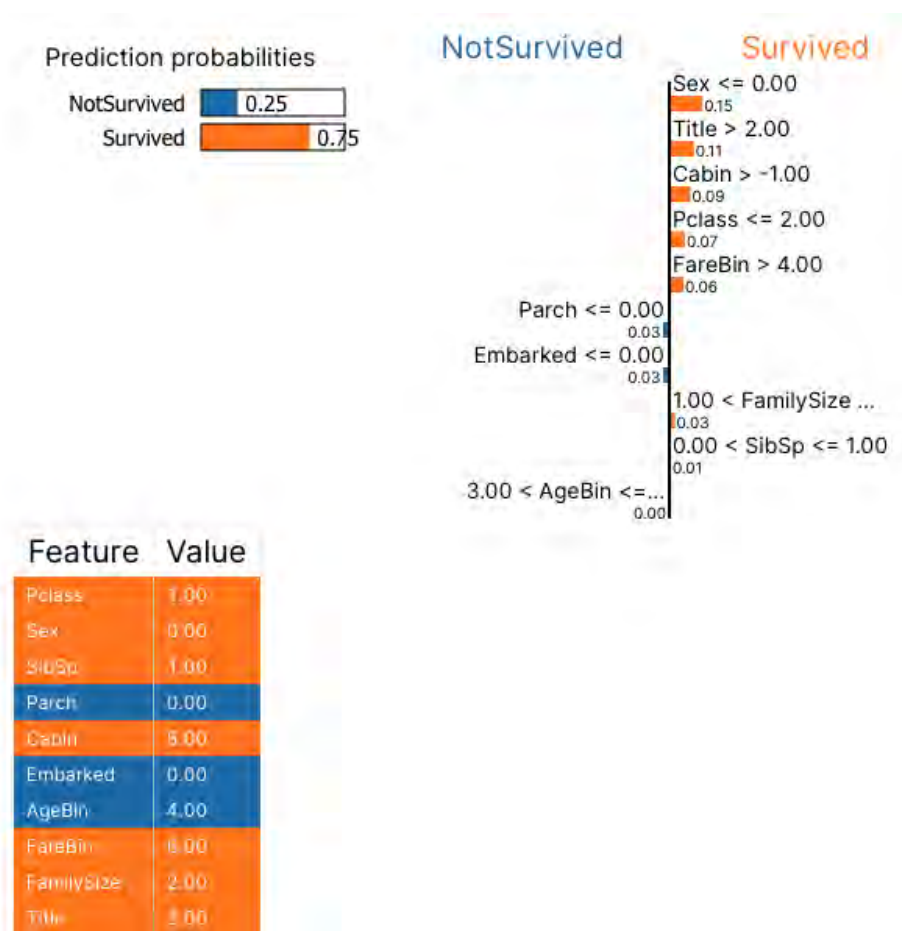 Prediction probabilities
NotSurvived 0.25
Survived 0.75
NotSurvived Survived
Sex <= 0.00
0.15
Title > 2.00
0.11
Cabin > -1.00
0.09
Pclass <= 2.00
0.07
FareBin > 4.00
0.06
Parch <= 0.00
0.03
Embarked <= 0.00
0.03
1.00 < FamilySize ...
0.03
0.00 < SibSp <= 1.00
0.01
3.00 < AgeBin <=...
0.00
Feature Value
Pclass 1.00
Sex 0.00
SibSp 1.00
Parch 0.00
Cabin
Embarked 0.00
AgeBin 4.00
FareBin
FamilySize 2.00
Title